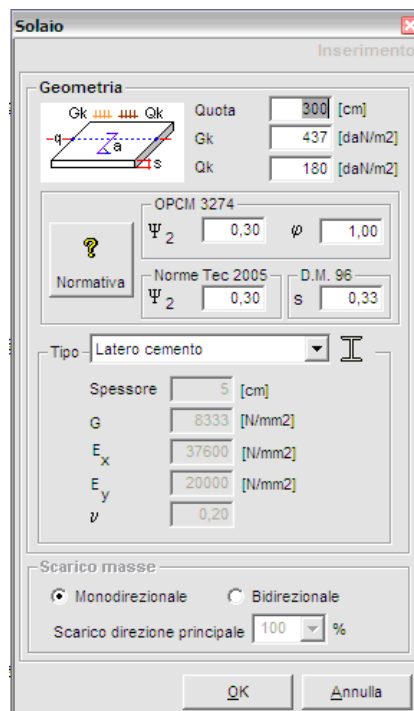 Solaio
Inserimento
Geometria
Gk Qk
q
a
s
Quota 300 [cm]
Gk 437 [daN/m2]
Qk 180 [daN/m2]
OPCM 3274
Ψ2 0,30 φ 1,00
? Normativa
Norme Tec 2005 D.M. 96
Ψ2 0,30 s 0,33
Tipo Latero cemento
Spessore 5 [cm]
G 8333 [N/mm2]
Ex 37600 [N/mm2]
Ey 20000 [N/mm2]
ν 0,20
Scarico masse
Monodirezionale Bidirezionale
Scarico direzione principale 100 %
OK Annulla